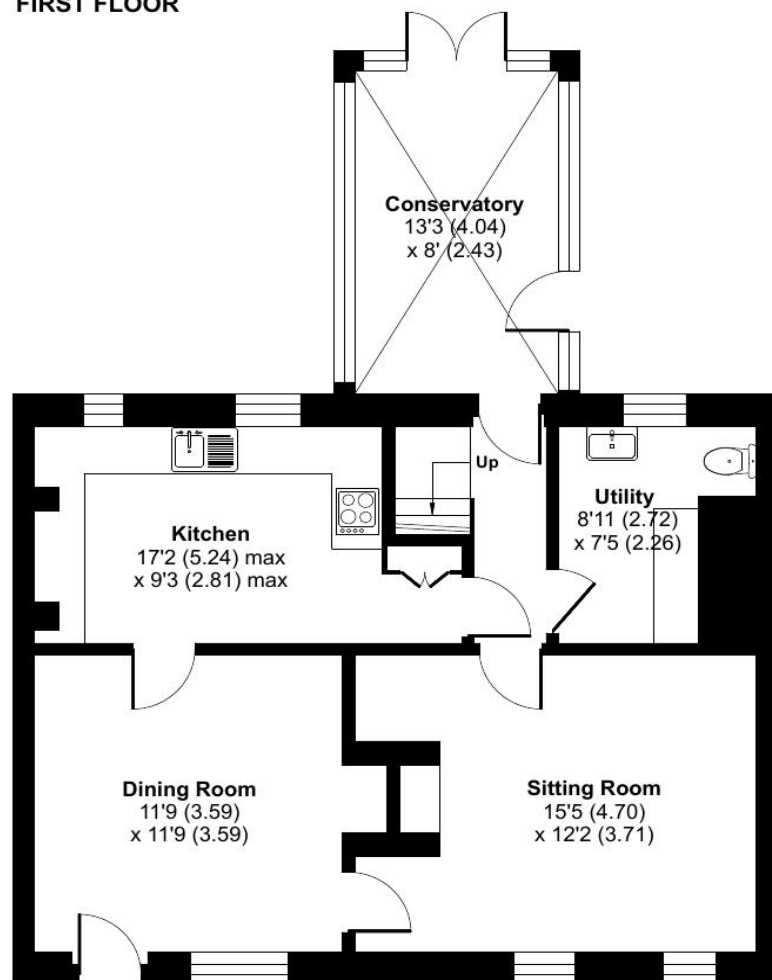 FIRST FLOOR
Conservatory
13'3 (4.04)
x 8' (2.43)
Up
Utility
8'11 (2.72)
x 7'5 (2.26)
Kitchen
17'2 (5.24) max
x 9'3 (2.81) max
Dining Room
11'9 (3.59)
x 11'9 (3.59)
Sitting Room
15'5 (4.70)
x 12'2 (3.71)